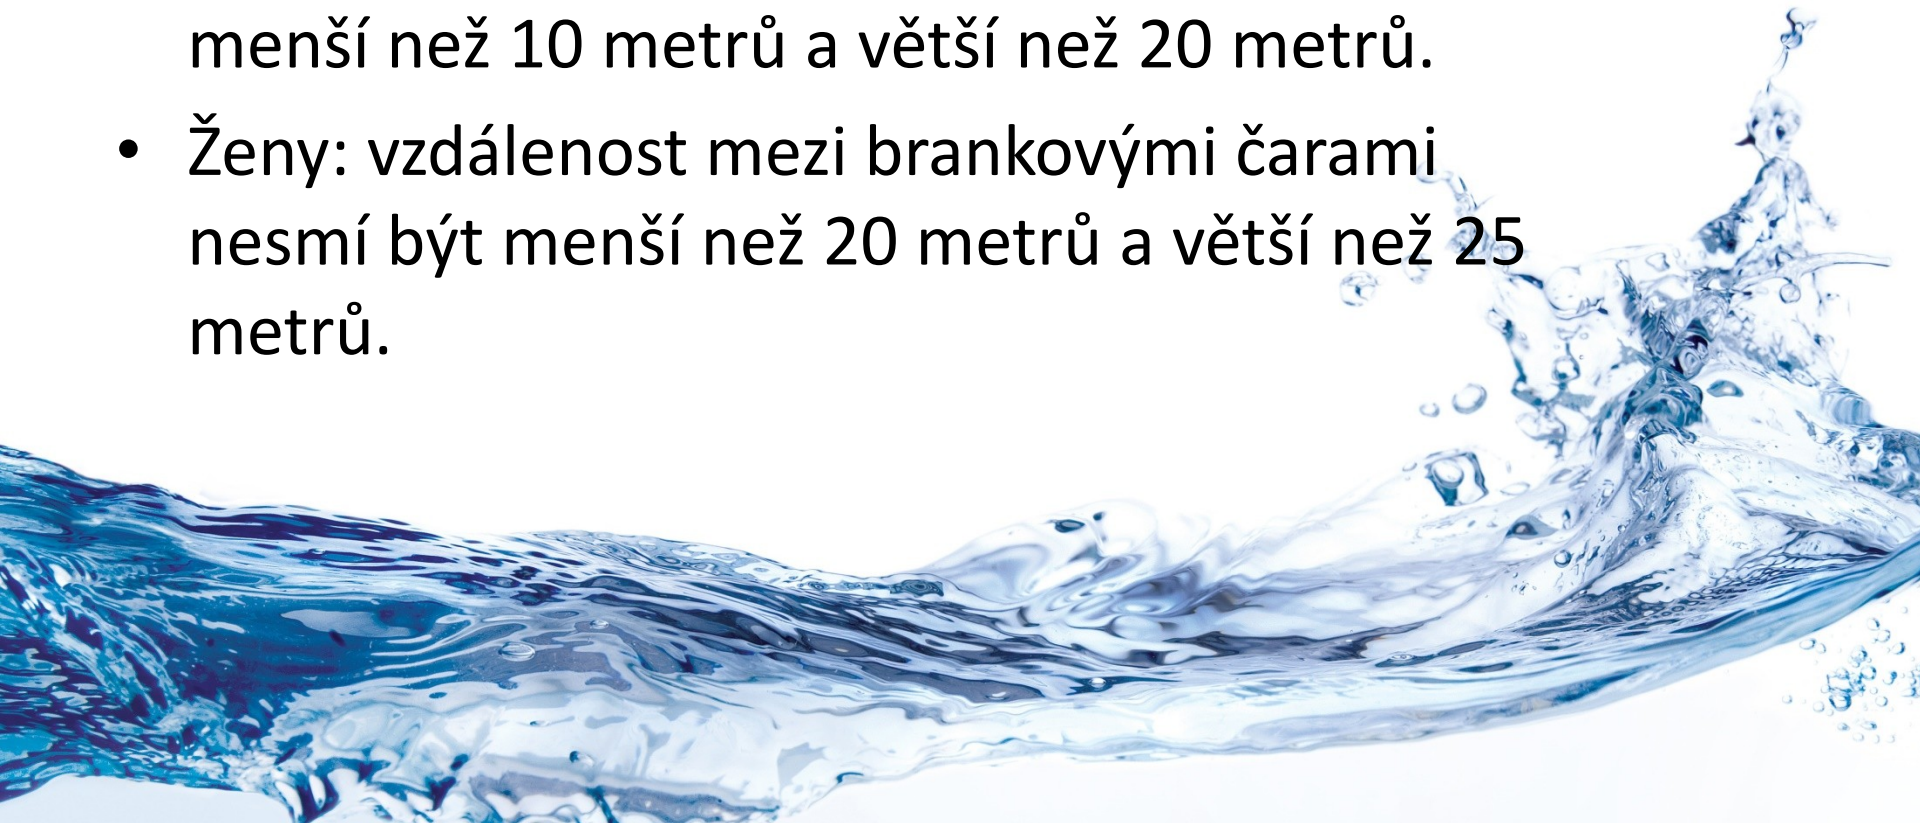 menší než 10 metrů a větší než 20 metrů.
• Ženy: vzdálenost mezi brankovými čarami
nesmí být menší než 20 metrů a větší než 25
metrů.